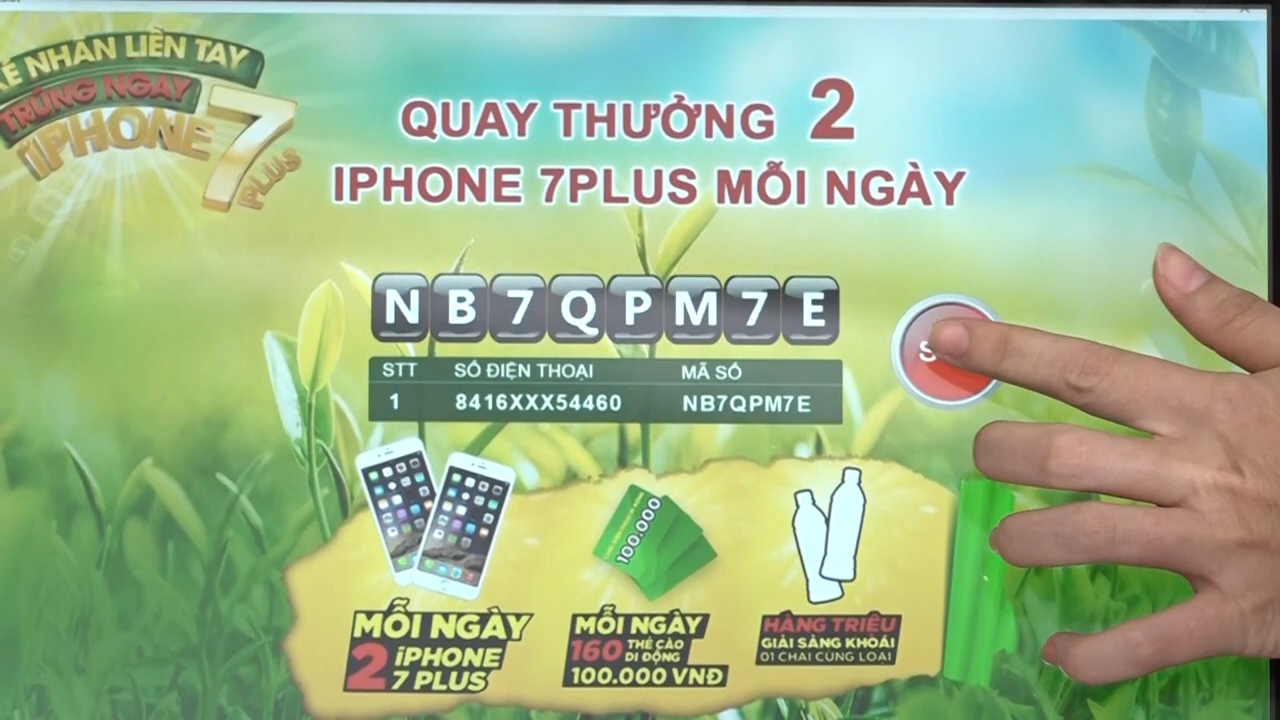 XÉ NHÃN LIỀN TAY
TRÚNG NGAY
IPHONE 7 PLUS
QUAY THƯỞNG 2
IPHONE 7PLUS MỖI NGÀY
NB7QPM7E
STT SỐ ĐIỆN THOẠI MÃ SỐ
1 8416XXX54460 NB7QPM7E
100.000
MỖI NGÀY
2 iPHONE
7 PLUS
MỖI NGÀY
160 THẺ CÀO
DI ĐỘNG
100.000 VNĐ
HÀNG TRIỆU
GIẢI SẢNG KHOÁI
01 CHAI CÙNG LOẠI